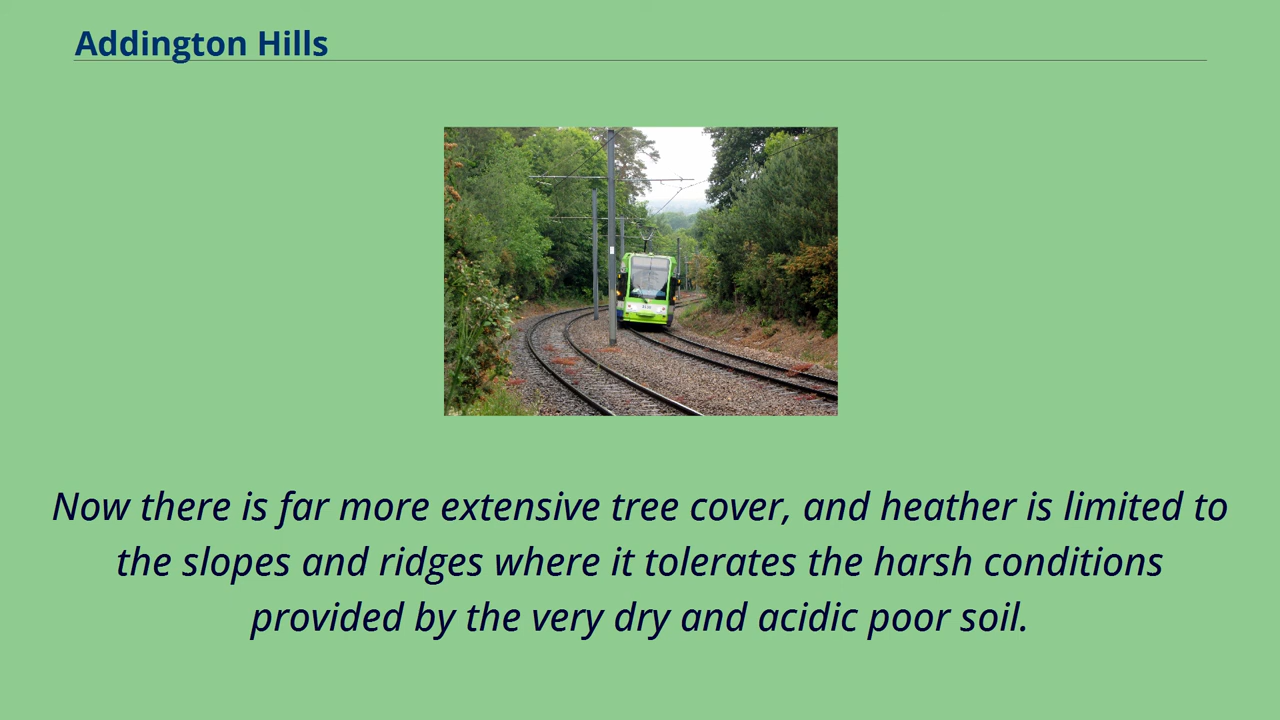 Addington Hills
Now there is far more extensive tree cover, and heather is limited to
the slopes and ridges where it tolerates the harsh conditions
provided by the very dry and acidic poor soil.